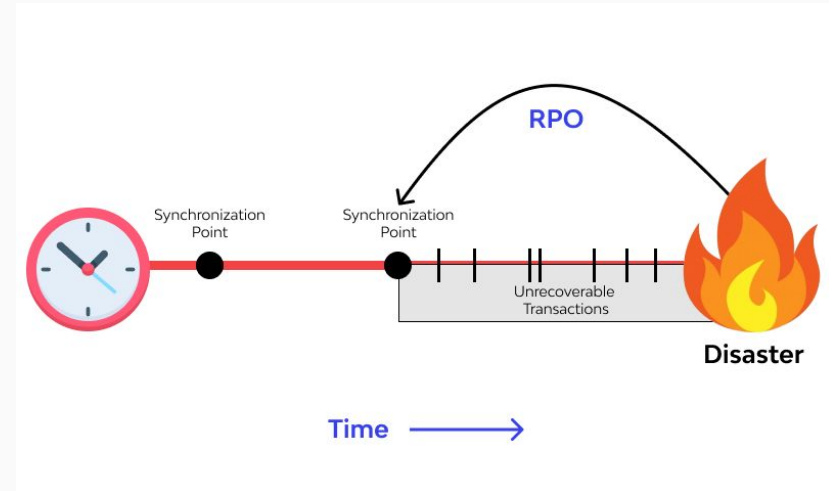 RPO
Synchronization
Point
Synchronization
Point
Unrecoverable
Transactions
Disaster
Time